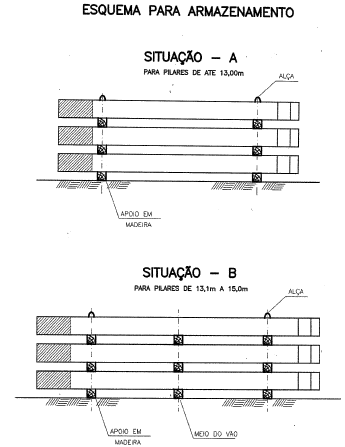 ESQUEMA PARA ARMAZENAMENTO
SITUAÇÃO - A
PARA PILARES DE ATE 13,00m
ALÇA
APOIO EM
MADEIRA
SITUAÇÃO - B
PARA PILARES DE 13,1m A 15,0m
ALÇA
APOIO EM
MADEIRA
MEIO DO VÃO